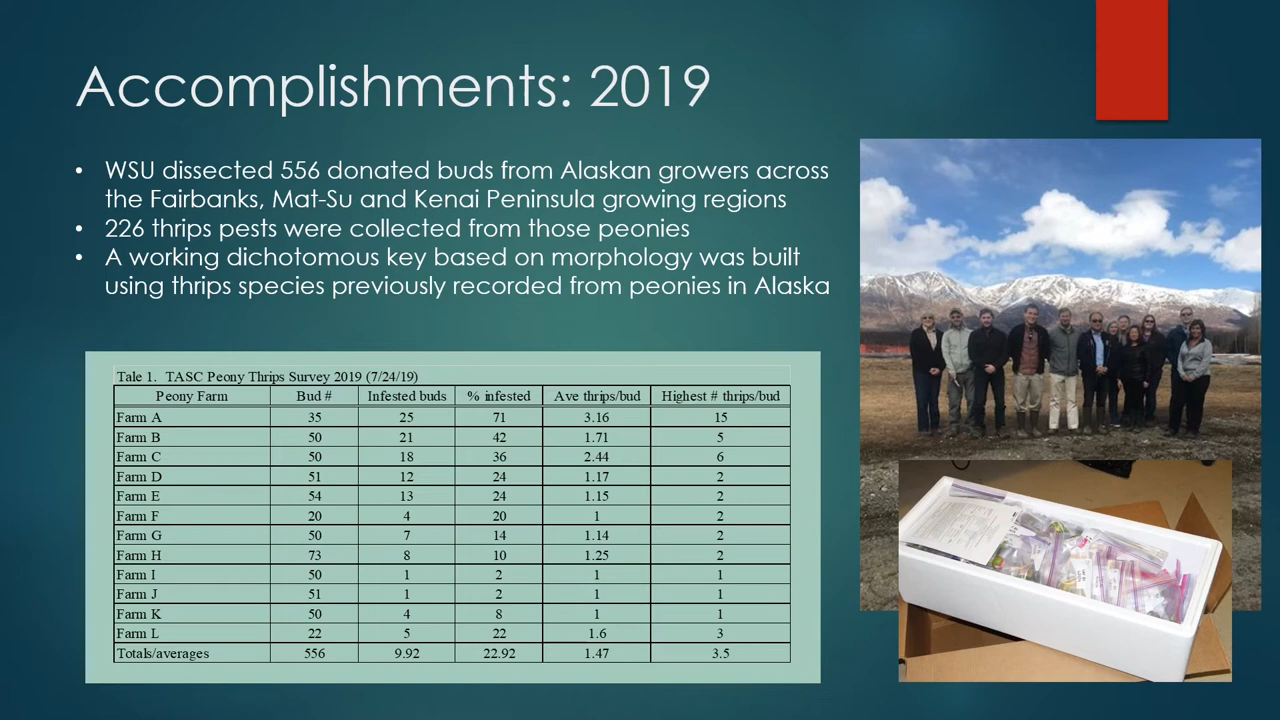 Accomplishments: 2019
• WSU dissected 556 donated buds from Alaskan growers across
the Fairbanks, Mat-Su and Kenai Peninsula growing regions
• 226 thrips pests were collected from those peonies
• A working dichotomous key based on morphology was built
using thrips species previously recorded from peonies in Alaska
Tale 1. TASC Peony Thrips Survey 2019 (7/24/19)
Peony Farm Bud # Infested buds % infested Ave thrips/bud Highest # thrips/bud
Farm A 35 25 71 3.16 15
Farm B 50 21 42 1.71 5
Farm C 50 18 36 2.44 6
Farm D 51 12 24 1.17 2
Farm E 54 13 24 1.15 2
Farm F 20 4 20 1 2
Farm G 50 7 14 1.14 2
Farm H 73 8 10 1.25 2
Farm I 50 1 2 1 1
Farm J 51 1 2 1 1
Farm K 50 4 8 1 1
Farm L 22 5 22 1.6 3
Totals/averages 556 9.92 22.92 1.47 3.5